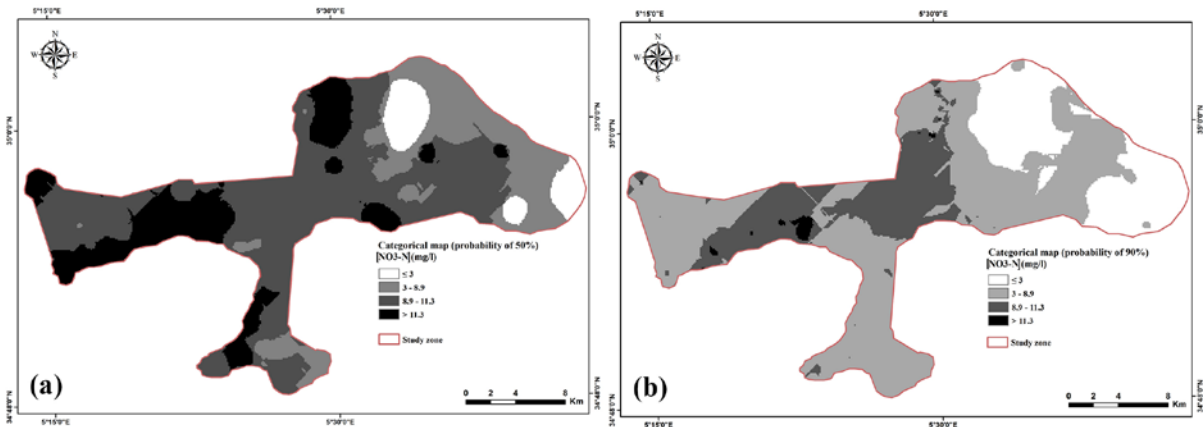 5°15'0"E
5°30'0"E
N
W E
S
35°0'0"N
35°0'0"N
Categorical map (probability of 50%)
[NO3-N](mg/l)
≤ 3
3 - 8.9
8.9 - 11.3
> 11.3
Study zone
(a)
0 2 4 8
Km
34°48'0"N
34°48'0"N
5°15'0"E
5°30'0"E
5°15'0"E
5°30'0"E
N
W E
S
35°0'0"N
35°0'0"N
Categorical map (probability of 90%)
[NO3-N](mg/l)
≤ 3
3 - 8.9
8.9 - 11.3
> 11.3
Study zone
(b)
0 2 4 8
Km
34°48'0"N
34°48'0"N
5°15'0"E
5°30'0"E